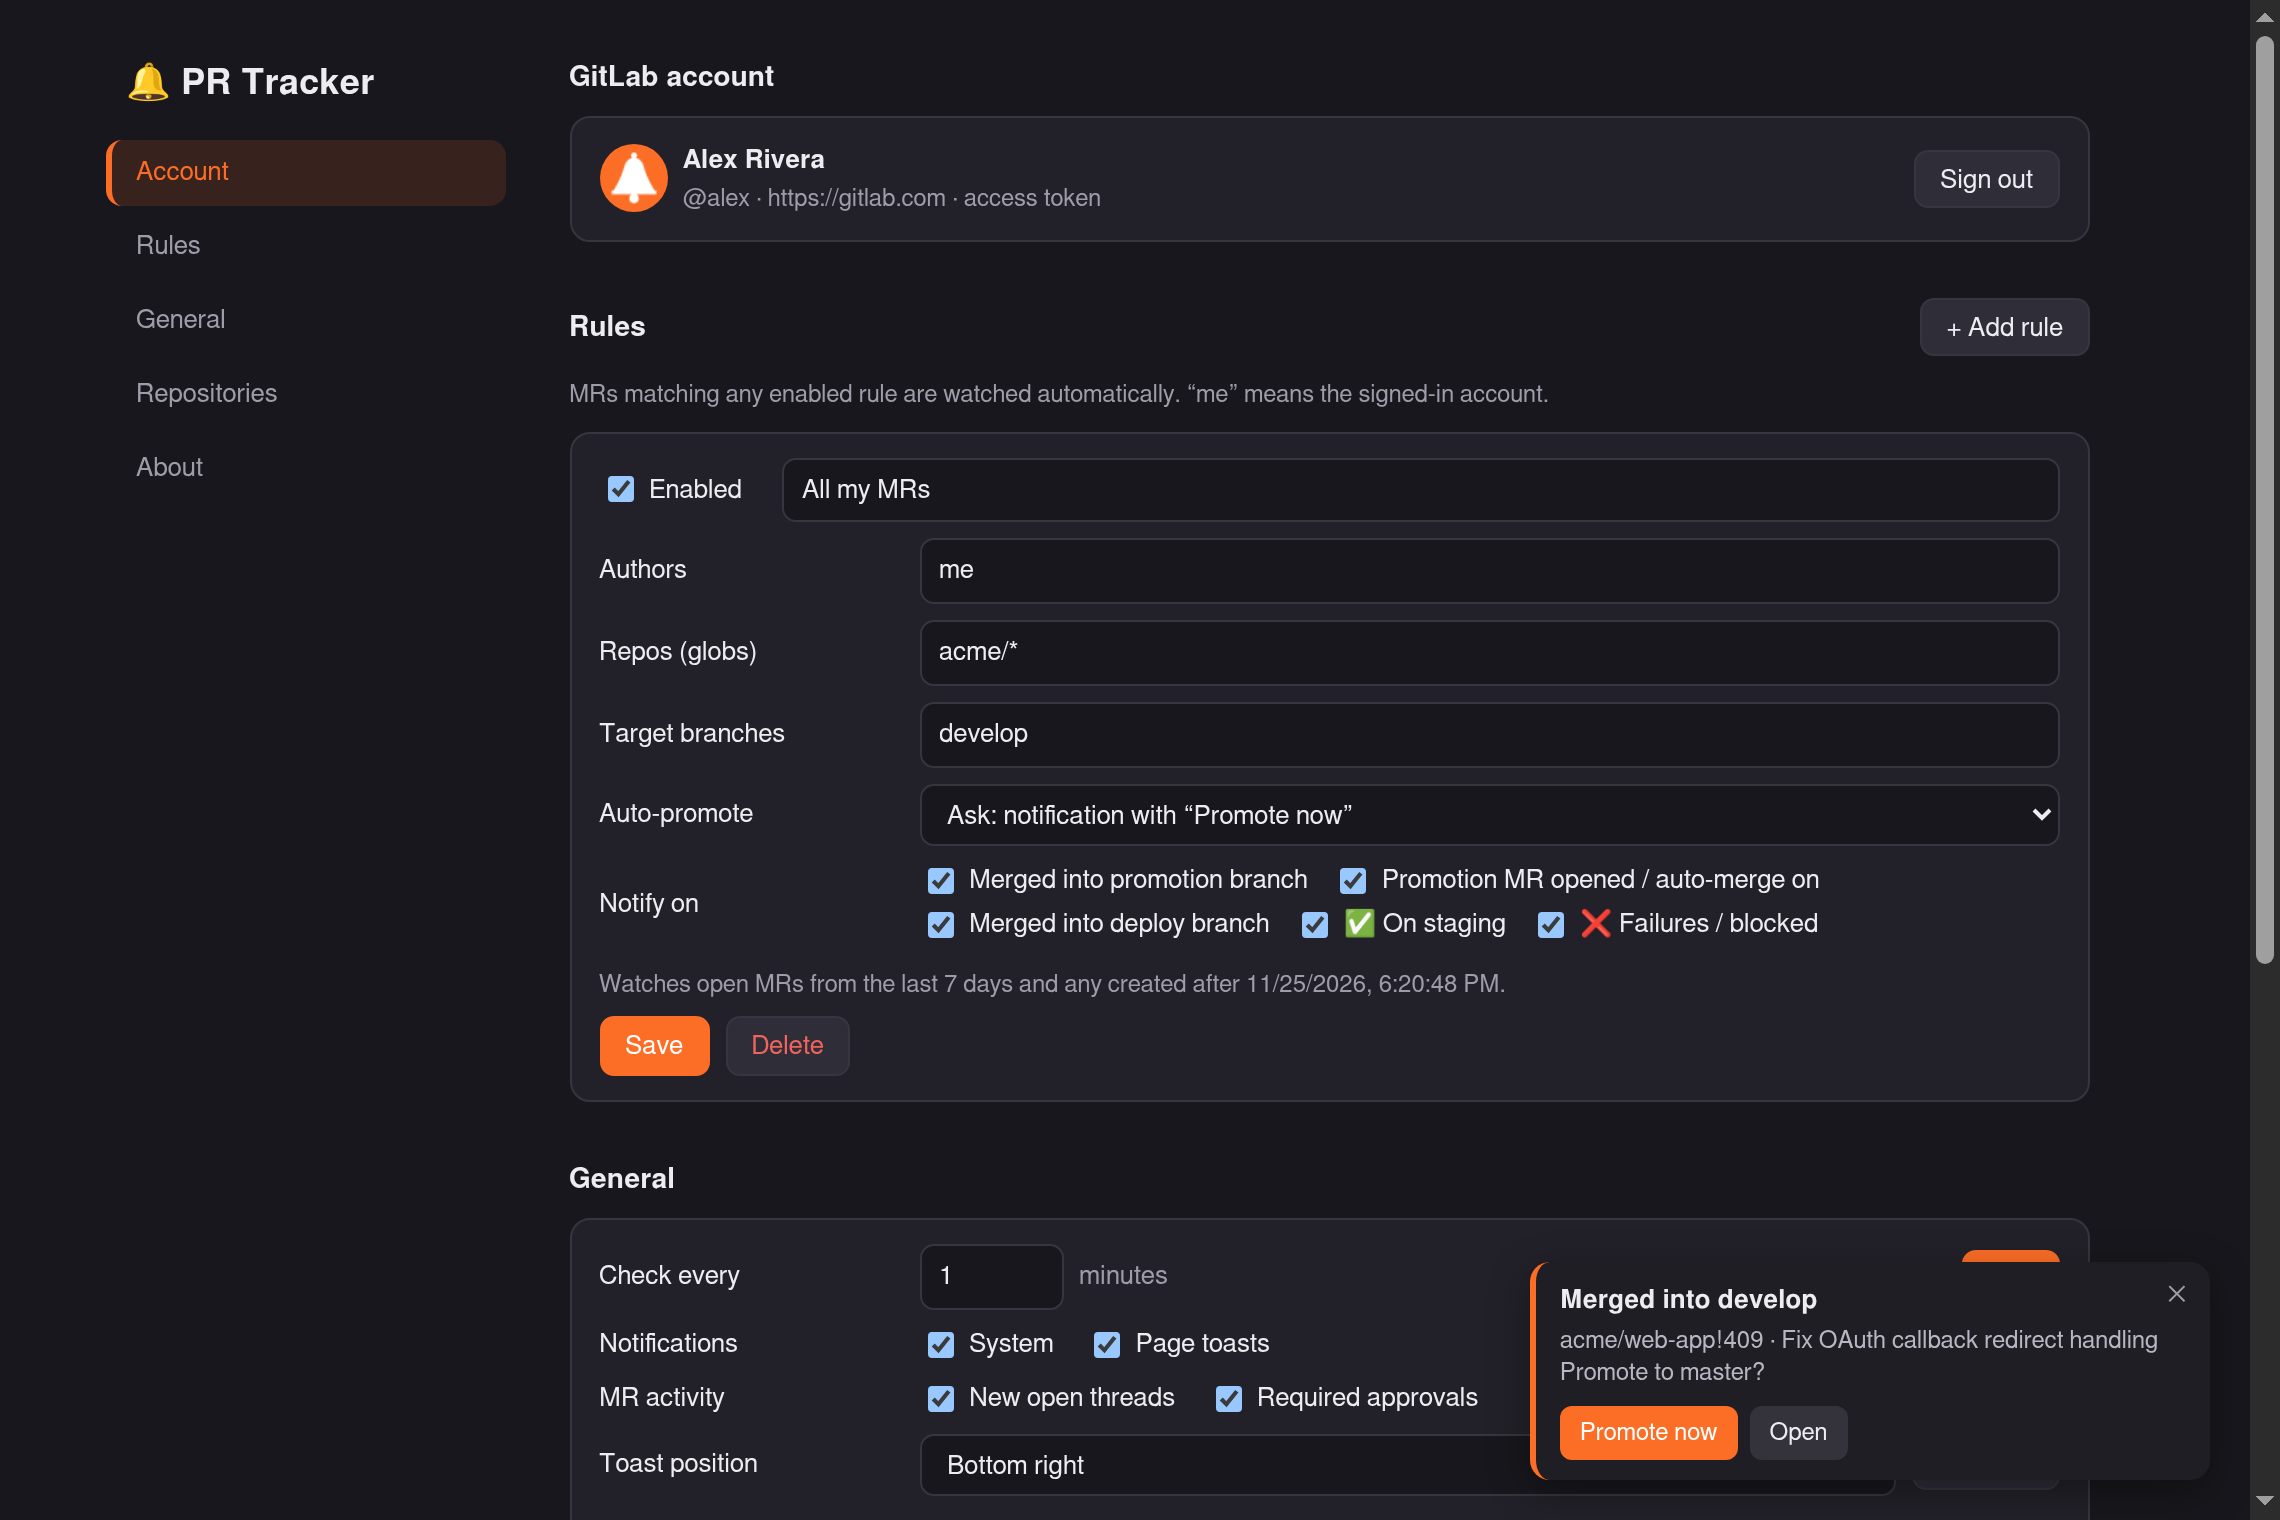 🔔 PR Tracker
Account
Rules
General
Repositories
About
GitLab account
Alex Rivera
@alex · https://gitlab.com · access token
Sign out
Rules
+ Add rule
MRs matching any enabled rule are watched automatically. “me” means the signed-in account.
Enabled
All my MRs
Authors
me
Repos (globs)
acme/*
Target branches
develop
Auto-promote
Ask: notification with “Promote now”
Notify on
Merged into promotion branch
Promotion MR opened / auto-merge on
Merged into deploy branch
✅ On staging
❌ Failures / blocked
Watches open MRs from the last 7 days and any created after 11/25/2026, 6:20:48 PM.
Save
Delete
General
Check every
1
minutes
Notifications
System
Page toasts
MR activity
New open threads
Required approvals
Toast position
Bottom right
Merged into develop
acme/web-app!409 · Fix OAuth callback redirect handling
Promote to master?
Promote now
Open